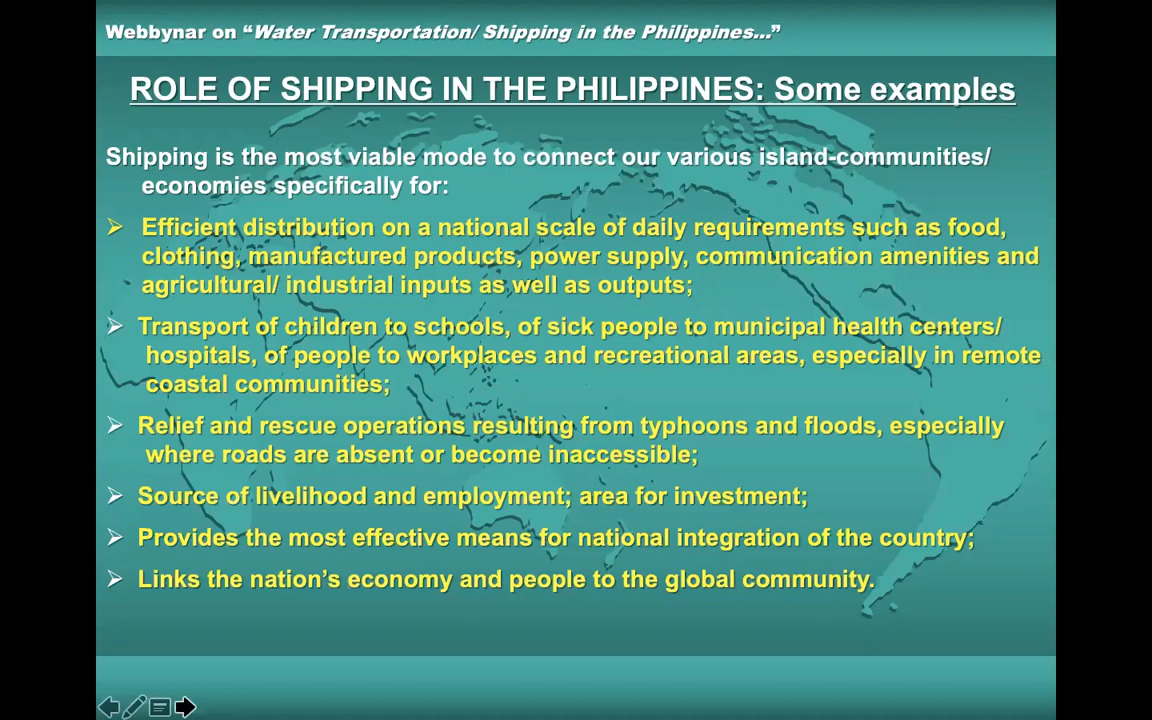 Webbynar on “Water Transportation/ Shipping in the Philippines...”
ROLE OF SHIPPING IN THE PHILIPPINES: Some examples
Shipping is the most viable mode to connect our various island-communities/
economies specifically for:
Efficient distribution on a national scale of daily requirements such as food,
clothing, manufactured products, power supply, communication amenities and
agricultural/ industrial inputs as well as outputs;
Transport of children to schools, of sick people to municipal health centers/
hospitals, of people to workplaces and recreational areas, especially in remote
coastal communities;
Relief and rescue operations resulting from typhoons and floods, especially
where roads are absent or become inaccessible;
Source of livelihood and employment; area for investment;
Provides the most effective means for national integration of the country;
Links the nation’s economy and people to the global community.